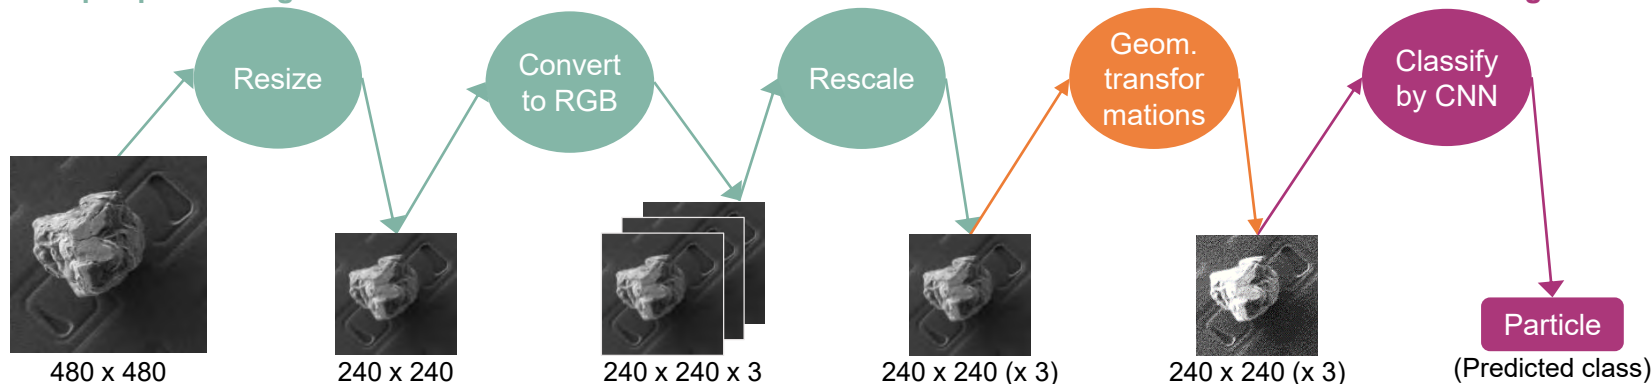 Resize
Convert
to RGB
Rescale
Geom.
transfor
mations
Classify
by CNN
Particle
480 x 480
240 x 240
240 x 240 x 3
240 x 240 (x 3)
240 x 240 (x 3)
(Predicted class)